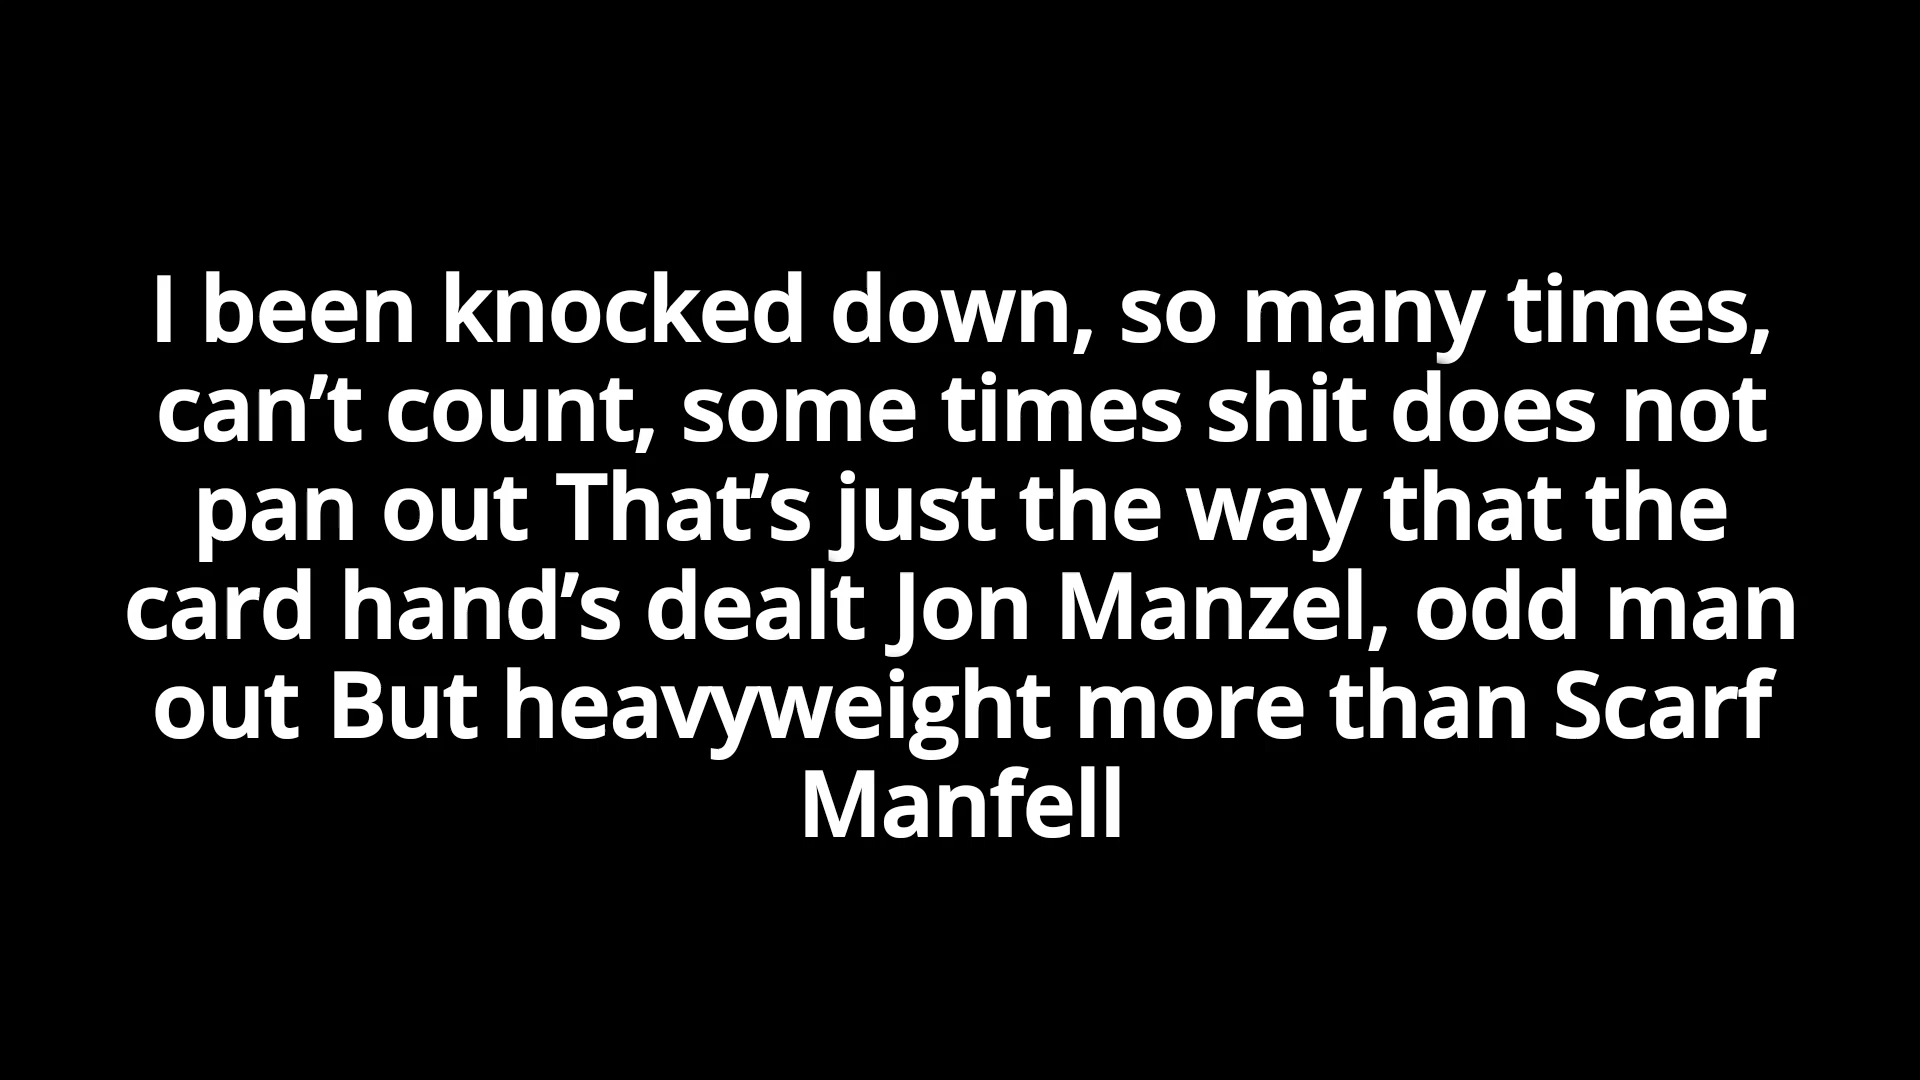 I been knocked down, so many times,
can’t count, some times shit does not
pan out That’s just the way that the
card hand’s dealt Jon Manzel, odd man
out But heavyweight more than Scarf
Manfell